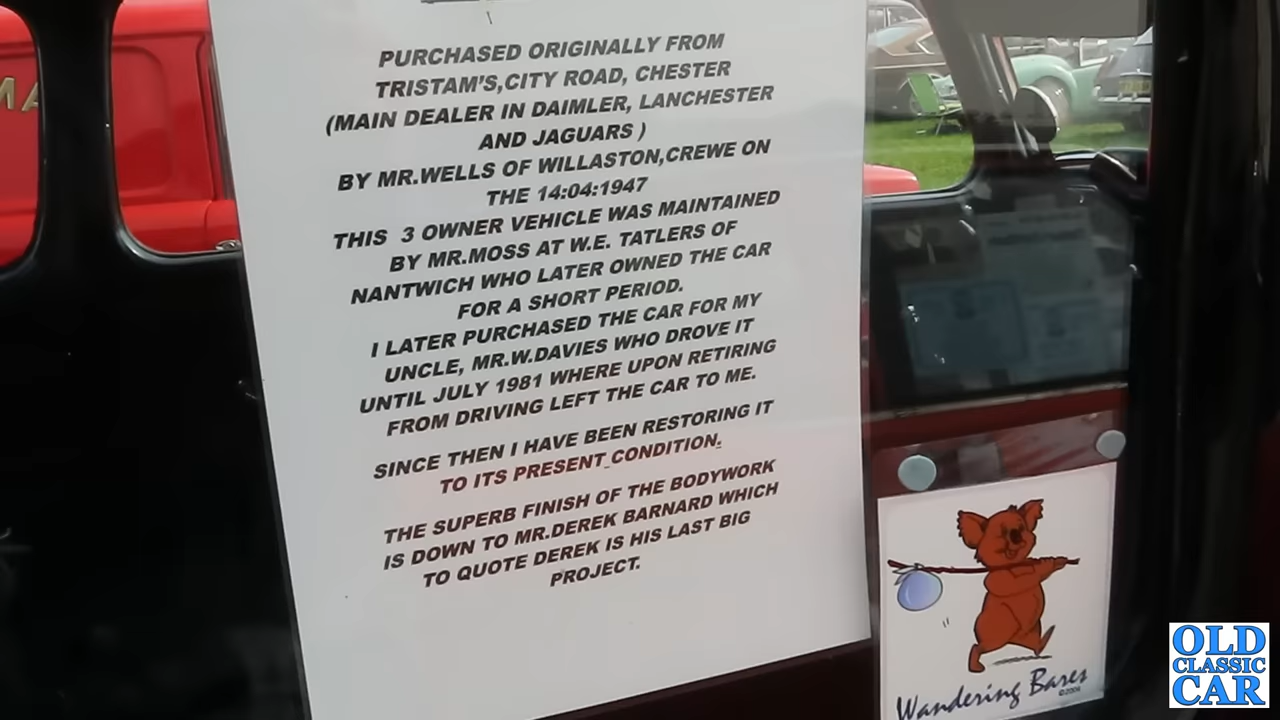 PURCHASED ORIGINALLY FROM
TRISTAM'S,CITY ROAD, CHESTER
(MAIN DEALER IN DAIMLER, LANCHESTER
AND JAGUARS )
BY MR.WELLS OF WILLASTON,CREWE ON
THE 14:04:1947
THIS 3 OWNER VEHICLE WAS MAINTAINED
BY MR.MOSS AT W.E. TATLERS OF
NANTWICH WHO LATER OWNED THE CAR
FOR A SHORT PERIOD.
I LATER PURCHASED THE CAR FOR MY
UNCLE, MR.W.DAVIES WHO DROVE IT
UNTIL JULY 1981 WHERE UPON RETIRING
FROM DRIVING LEFT THE CAR TO ME.
SINCE THEN I HAVE BEEN RESTORING IT
TO ITS PRESENT CONDITION.
THE SUPERB FINISH OF THE BODYWORK
IS DOWN TO MR.DEREK BARNARD WHICH
TO QUOTE DEREK IS HIS LAST BIG
PROJECT.
Wandering Bares
©2004
OLD
CLASSIC
CAR